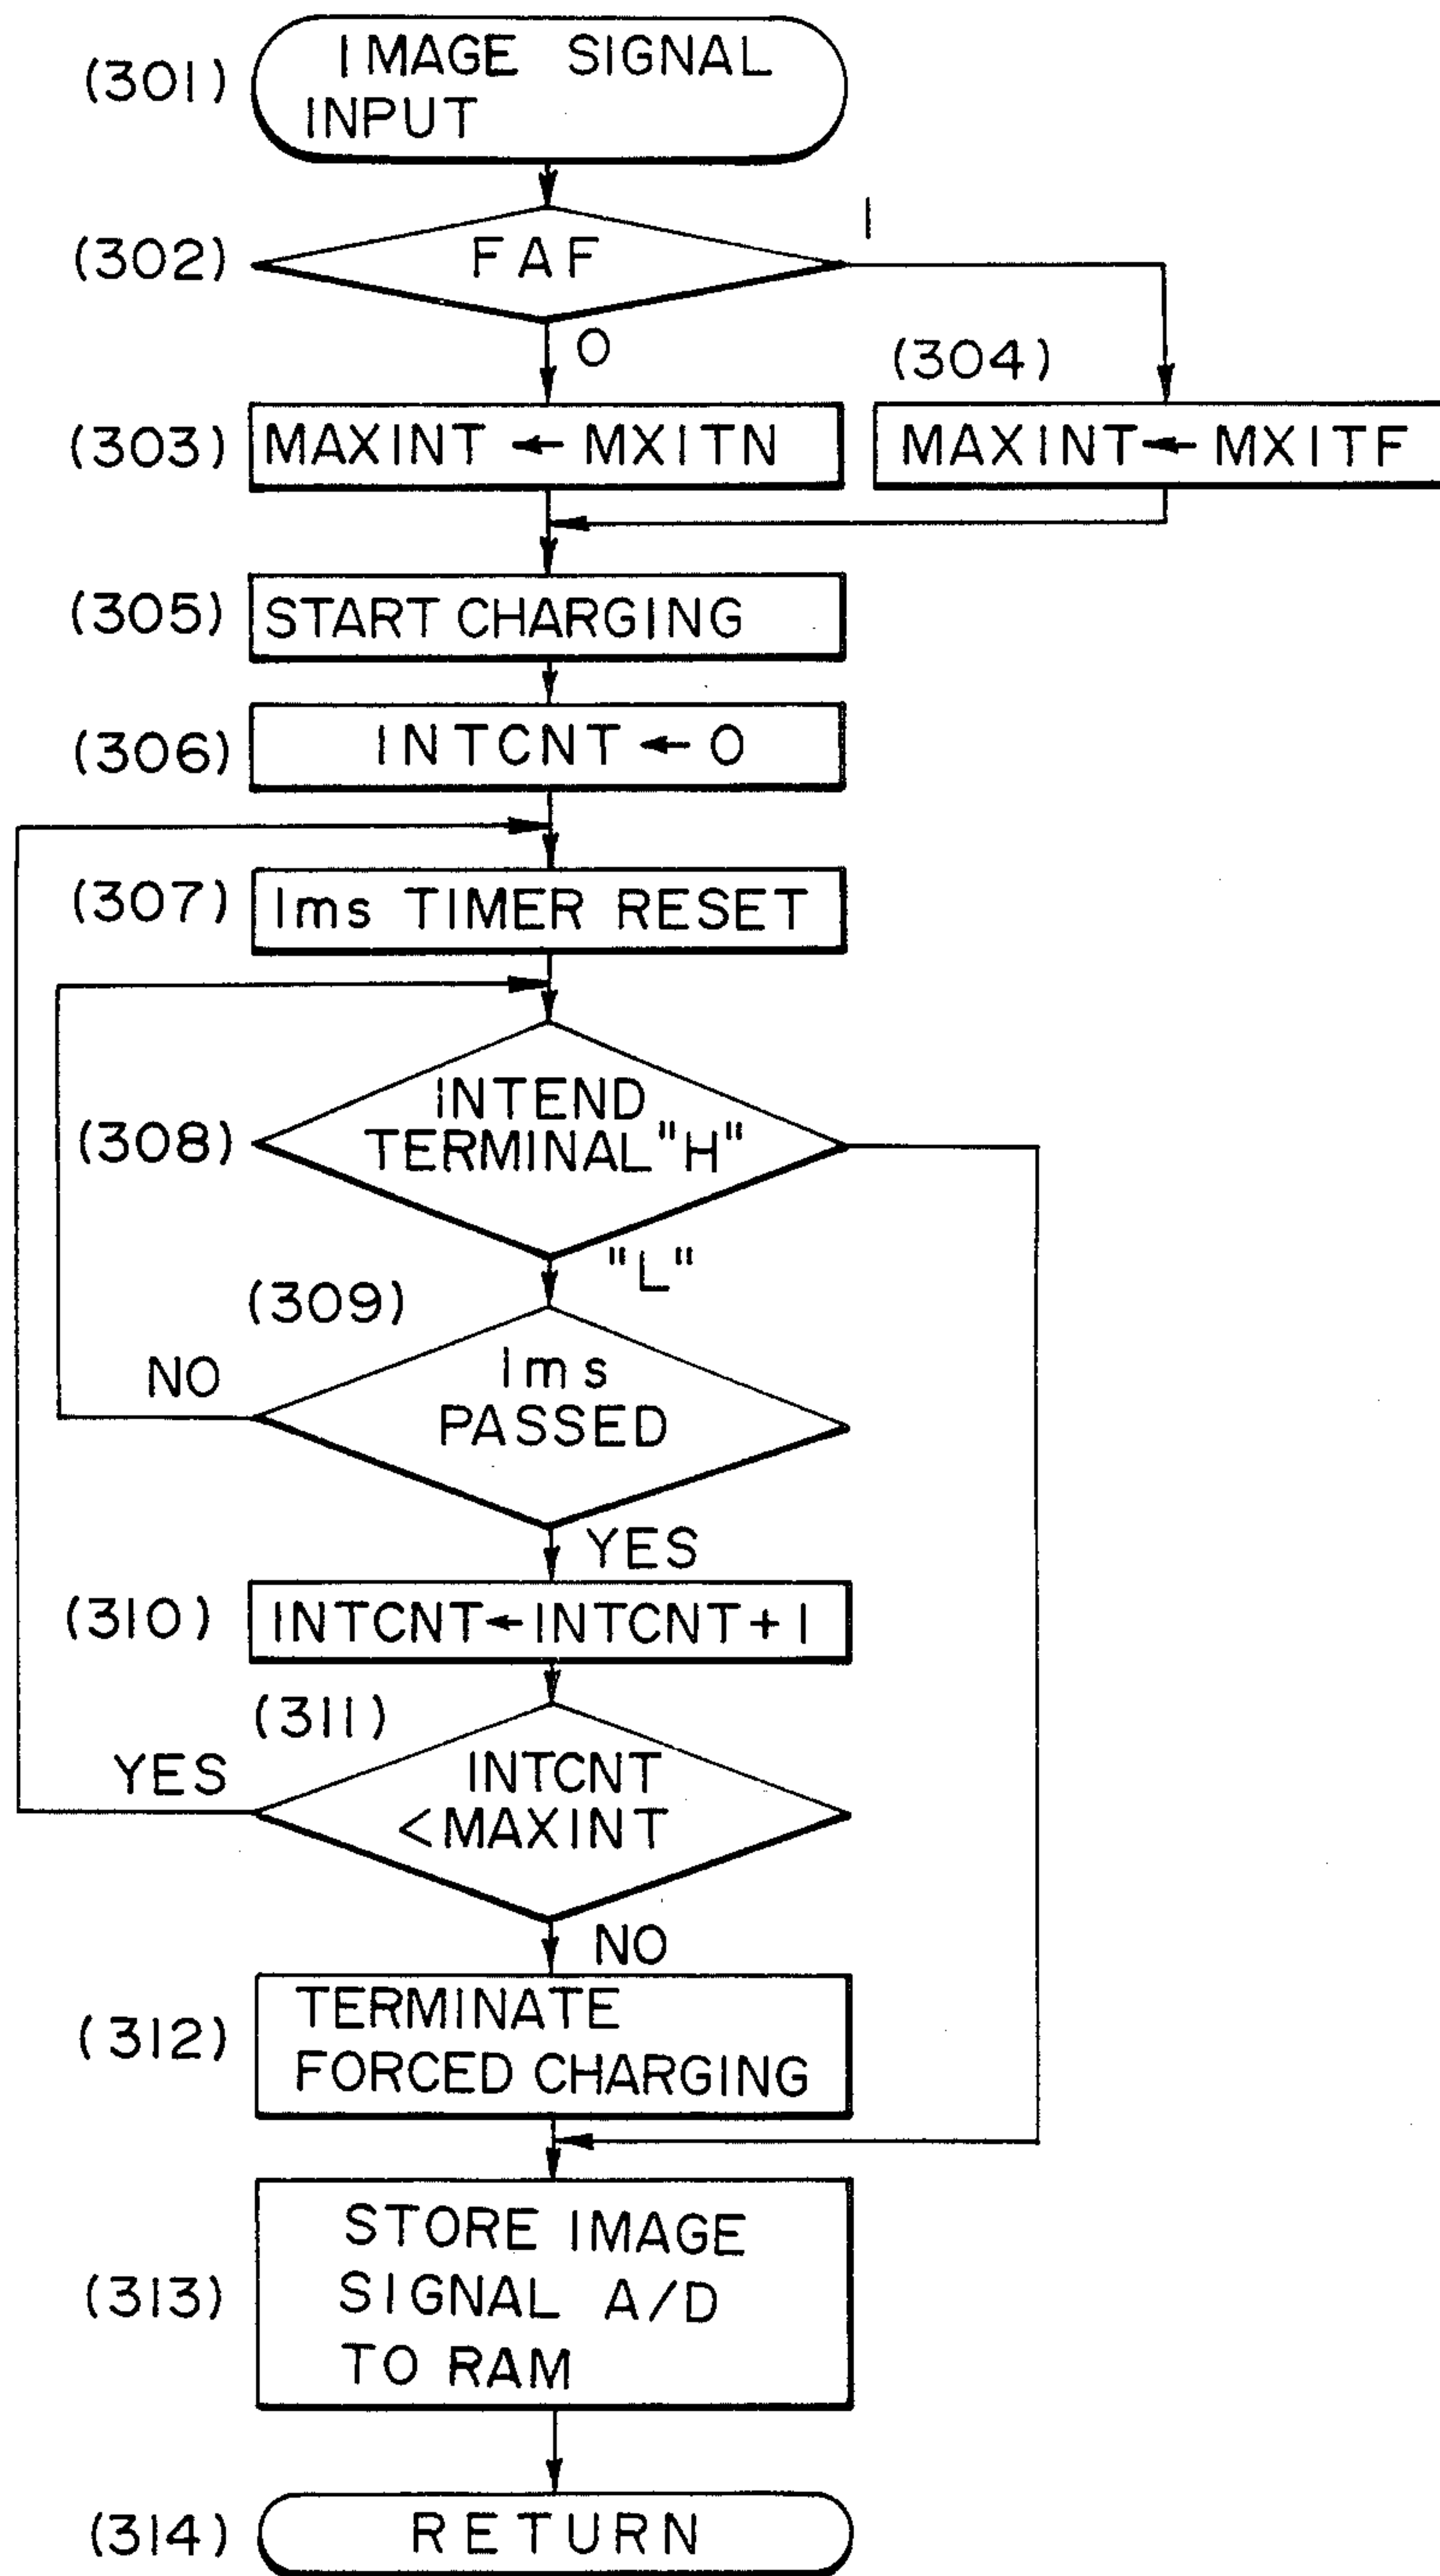 (301)
IMAGE SIGNAL
INPUT
(302)
FAF
1
0
(304)
(303)
MAXINT ← MXITN
MAXINT ← MXITF
(305)
START CHARGING
(306)
INTCNT ← 0
(307)
1ms TIMER RESET
(308)
INTEND
TERMINAL "H"
"L"
(309)
NO
1ms
PASSED
YES
(310)
INTCNT ← INTCNT + 1
(311)
YES
INTCNT
< MAXINT
NO
(312)
TERMINATE
FORCED CHARGING
(313)
STORE IMAGE
SIGNAL A/D
TO RAM
(314)
RETURN